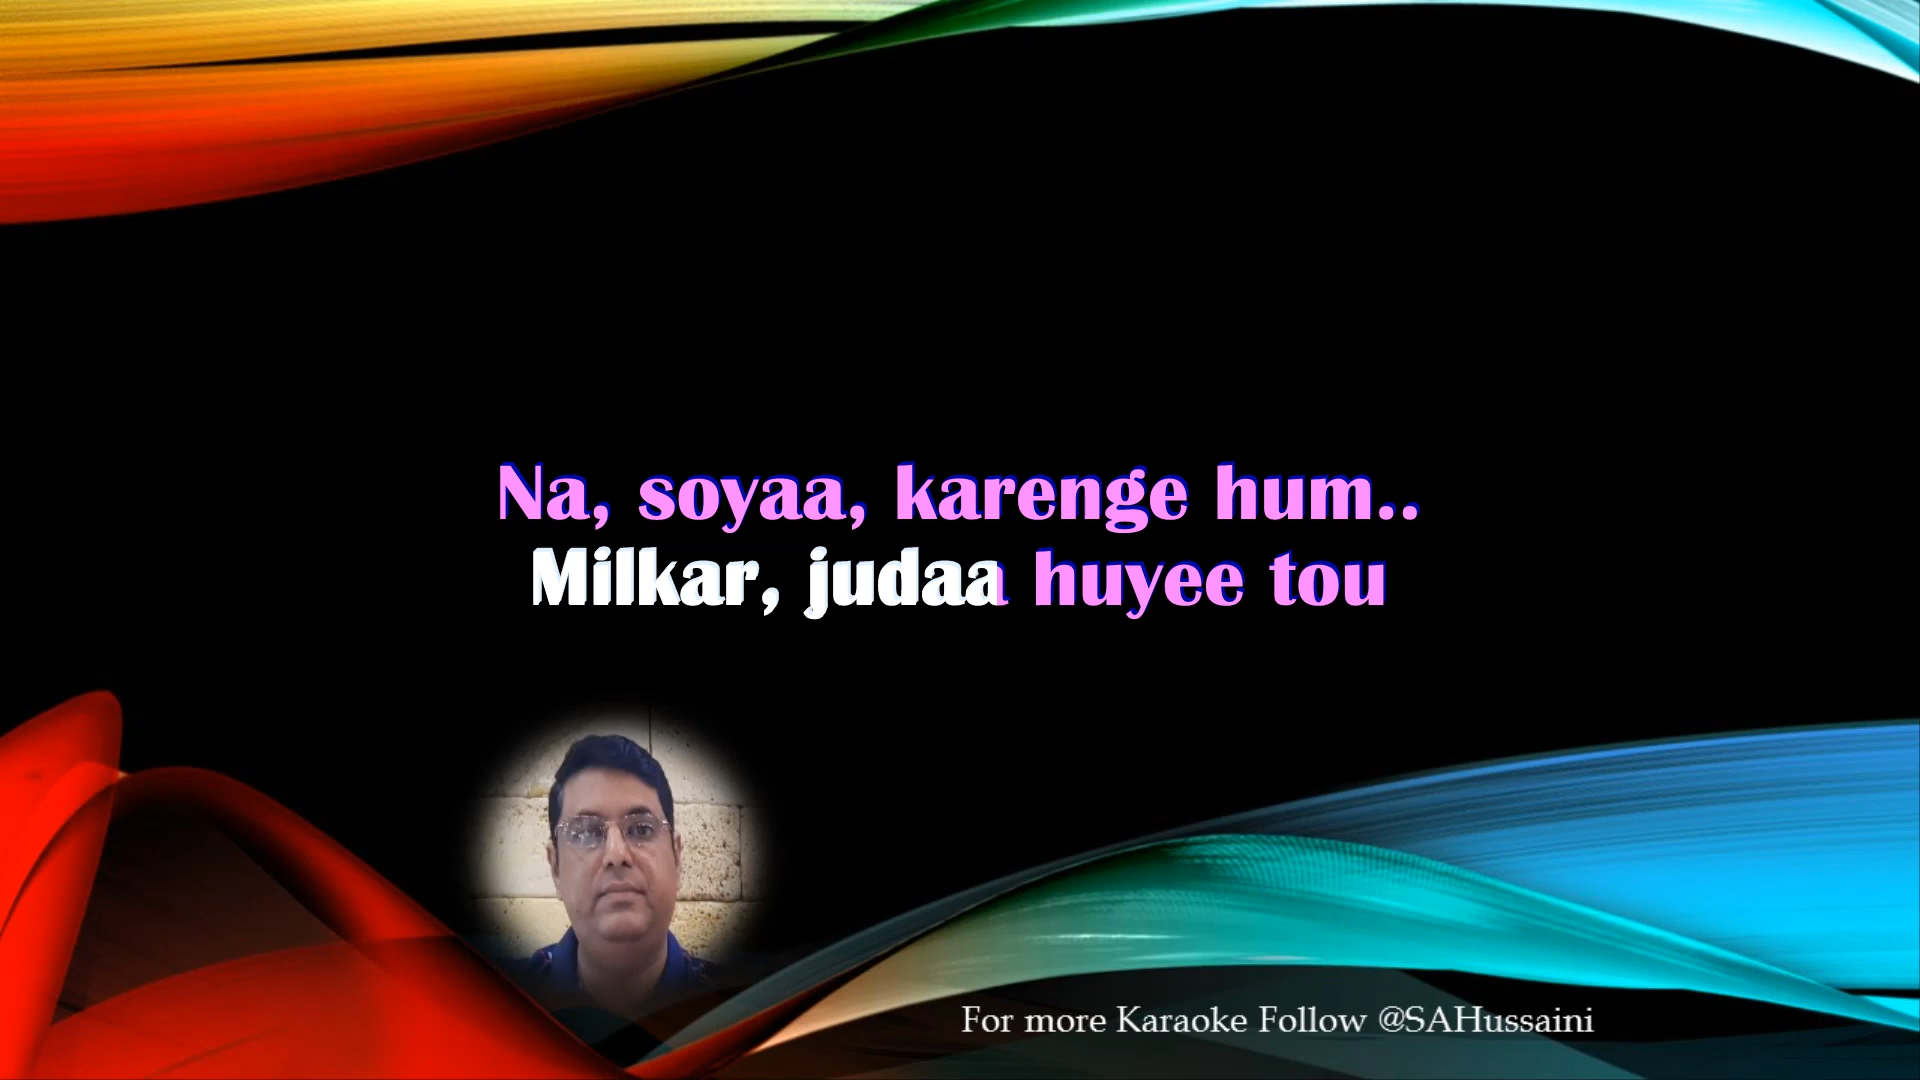 Na, soyaa, karenge hum..
Milkar, judaa huyee tou
For more Karaoke Follow @SAHussaini